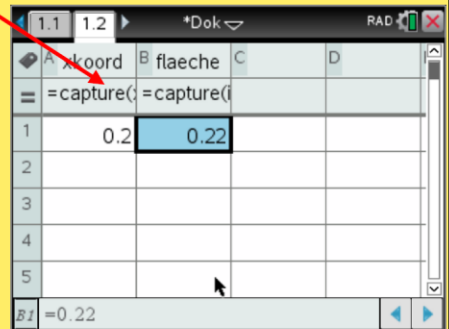 1.1 1.2 *Dok RAD
A xkoord B flaeche C D
= =capture( =capture(i
1 0.2 0.22
2
3
4
5
B1 =0.22